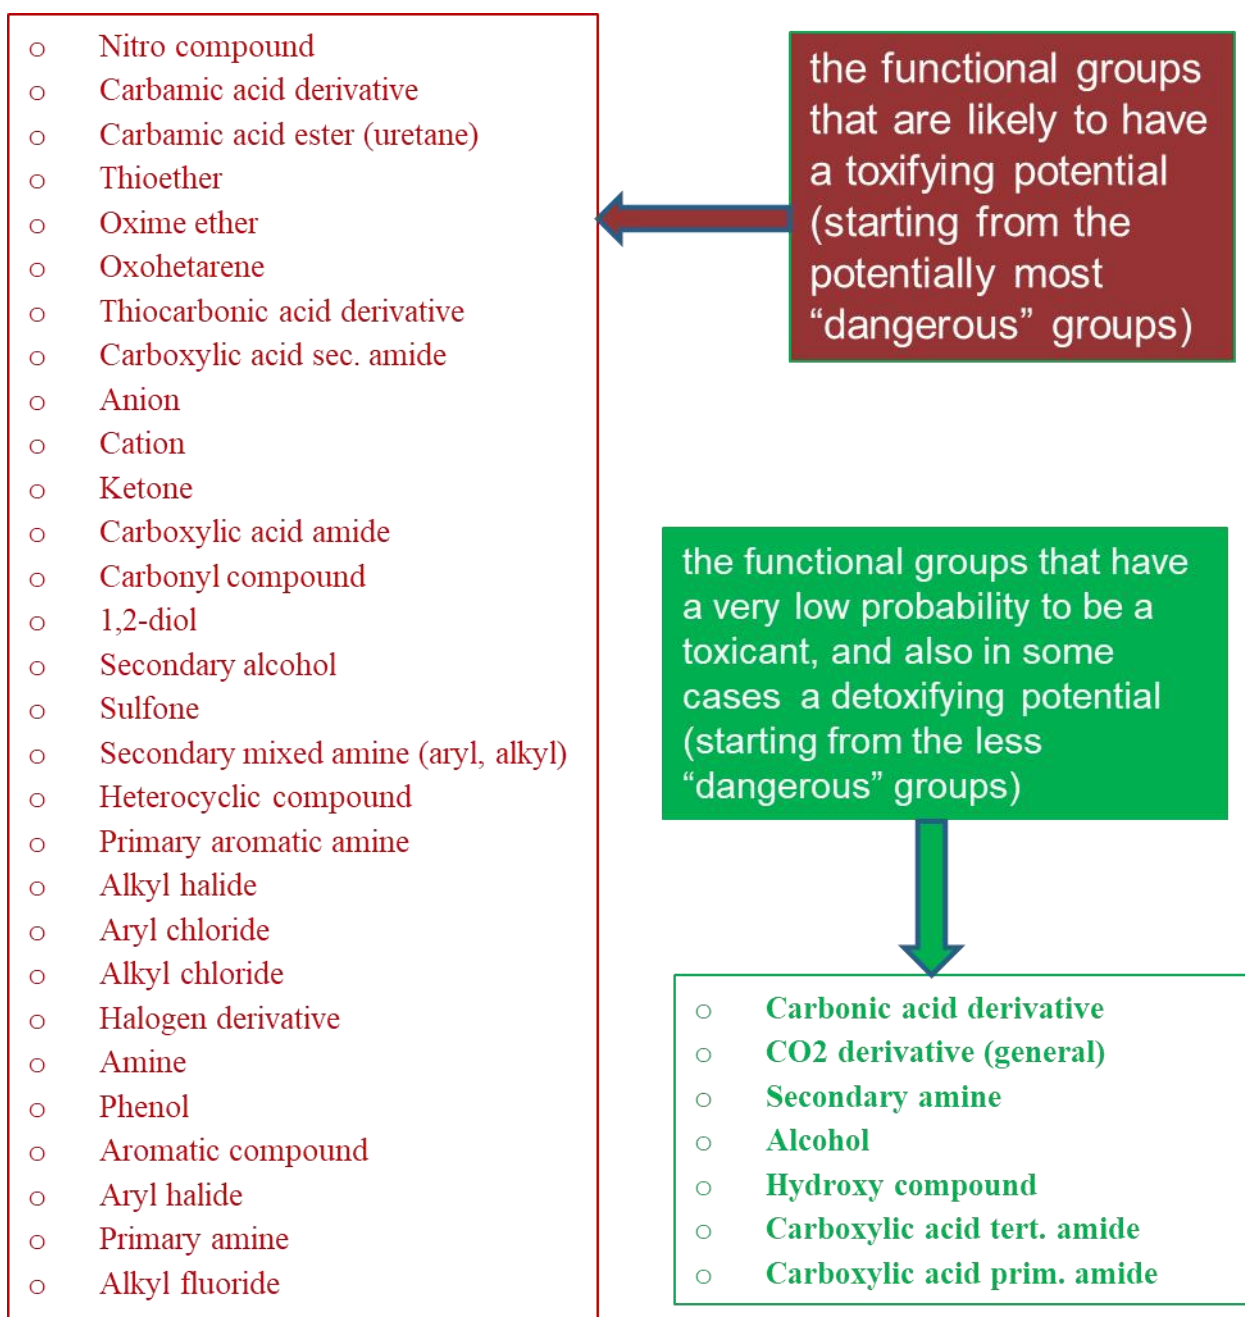 o Nitro compound
o Carbamic acid derivative
o Carbamic acid ester (uretane)
o Thioether
o Oxime ether
o Oxohetarene
o Thiocarbonic acid derivative
o Carboxylic acid sec. amide
o Anion
o Cation
o Ketone
o Carboxylic acid amide
o Carbonyl compound
o 1,2-diol
o Secondary alcohol
o Sulfone
o Secondary mixed amine (aryl, alkyl)
o Heterocyclic compound
o Primary aromatic amine
o Alkyl halide
o Aryl chloride
o Alkyl chloride
o Halogen derivative
o Amine
o Phenol
o Aromatic compound
o Aryl halide
o Primary amine
o Alkyl fluoride
the functional groups
that are likely to have
a toxifying potential
(starting from the
potentially most
“dangerous” groups)
the functional groups that have
a very low probability to be a
toxicant, and also in some
cases a detoxifying potential
(starting from the less
“dangerous” groups)
o Carbonic acid derivative
o CO2 derivative (general)
o Secondary amine
o Alcohol
o Hydroxy compound
o Carboxylic acid tert. amide
o Carboxylic acid prim. amide